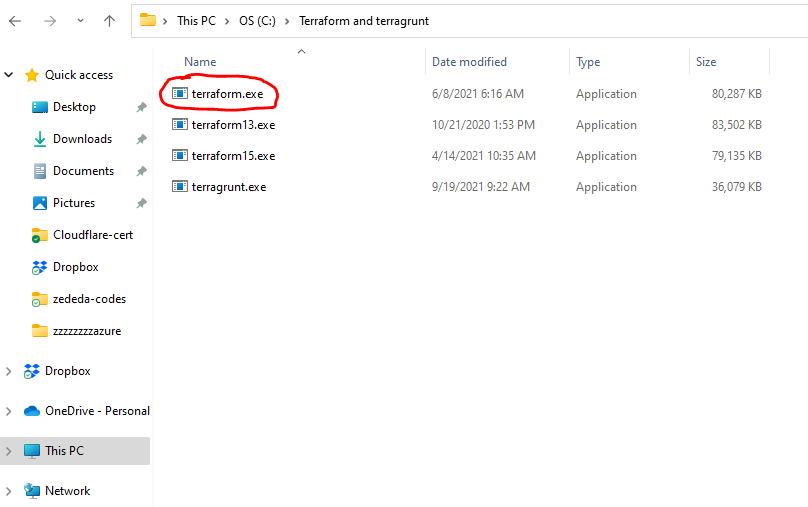 This PC > OS (C:) > Terraform and terragrunt
Name Date modified Type Size
Quick access
Desktop
Downloads
Documents
Pictures
Cloudflare-cert
Dropbox
zededa-codes
zzzzzzzzazure
Dropbox
OneDrive - Personal
This PC
Network
terraform.exe 6/8/2021 6:16 AM Application 80,287 KB
terraform13.exe 10/21/2020 1:53 PM Application 83,502 KB
terraform15.exe 4/14/2021 10:35 AM Application 79,135 KB
terragrunt.exe 9/19/2021 9:22 AM Application 36,079 KB